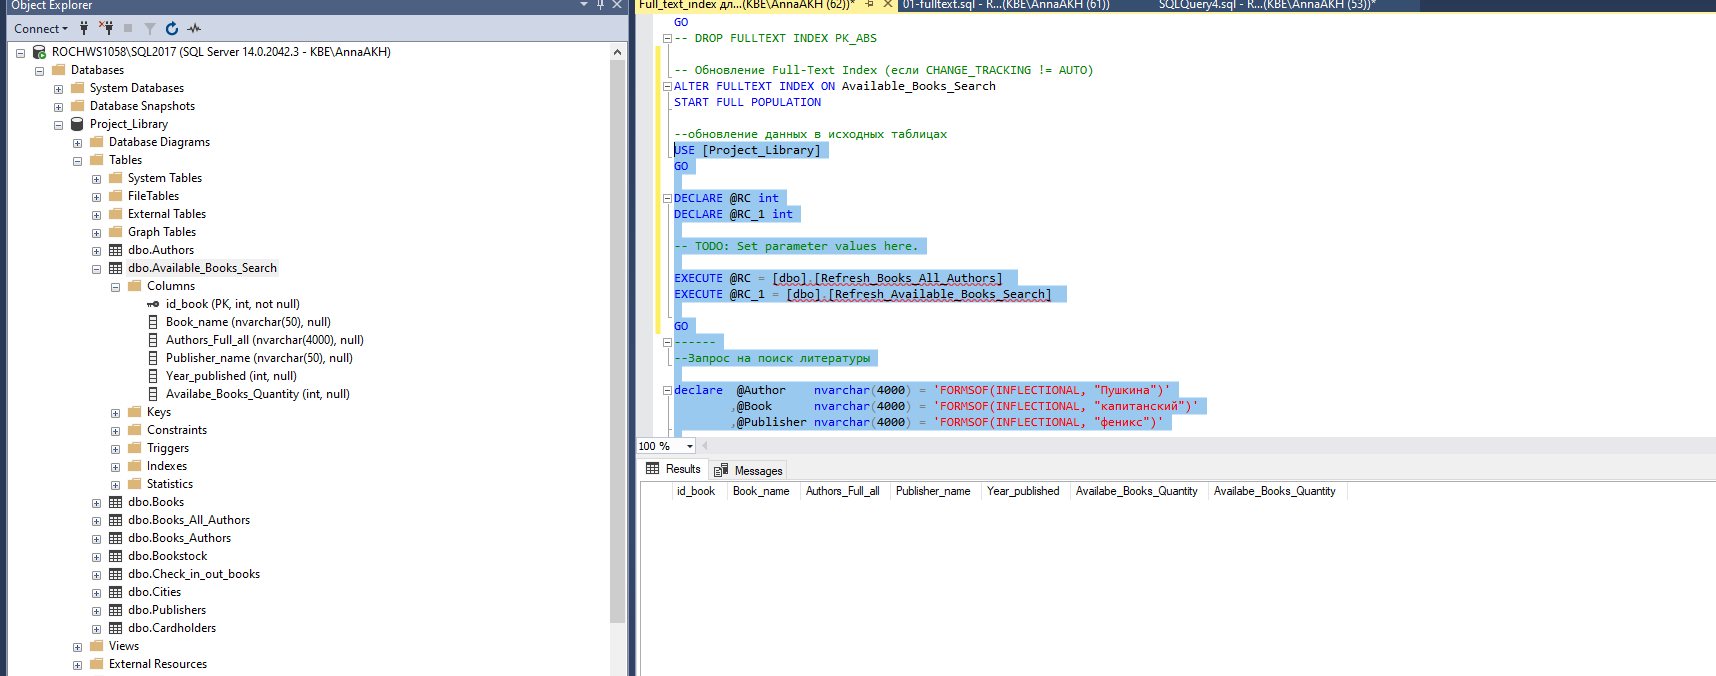 Object Explorer
Connect
ROCHWS1058\SQL2017 (SQL Server 14.0.2042.3 - KBE\AnnaAKH)
Databases
System Databases
Database Snapshots
Project_Library
Database Diagrams
Tables
System Tables
FileTables
External Tables
Graph Tables
dbo.Authors
dbo.Available_Books_Search
Columns
id_book (PK, int, not null)
Book_name (nvarchar(50), null)
Authors_Full_all (nvarchar(4000), null)
Publisher_name (nvarchar(50), null)
Year_published (int, null)
Availabe_Books_Quantity (int, null)
Keys
Constraints
Triggers
Indexes
Statistics
dbo.Books
dbo.Books_All_Authors
dbo.Books_Authors
dbo.Bookstock
dbo.Check_in_out_books
dbo.Cities
dbo.Publishers
dbo.Cardholders
Views
External Resources
Full_text_index дл...(KBE\AnnaAKH (62))* 01-fulltext.sql - R...(KBE\AnnaAKH (61)) SQLQuery4.sql - R...(KBE\AnnaAKH (53))*
GO
-- DROP FULLTEXT INDEX PK_ABS
-- Обновление Full-Text Index (если CHANGE_TRACKING != AUTO)
ALTER FULLTEXT INDEX ON Available_Books_Search
START FULL POPULATION
--обновление данных в исходных таблицах
USE [Project_Library]
GO
DECLARE @RC int
DECLARE @RC_1 int
-- TODO: Set parameter values here.
EXECUTE @RC = [dbo].[Refresh_Books_All_Authors]
EXECUTE @RC_1 = [dbo].[Refresh_Available_Books_Search]
GO
------
--Запрос на поиск литературы
declare @Author nvarchar(4000) = 'FORMSOF(INFLECTIONAL, "Пушкина")'
,@Book nvarchar(4000) = 'FORMSOF(INFLECTIONAL, "капитанский")'
,@Publisher nvarchar(4000) = 'FORMSOF(INFLECTIONAL, "феникс")'
100 %
Results Messages
id_book Book_name Authors_Full_all Publisher_name Year_published Availabe_Books_Quantity Availabe_Books_Quantity